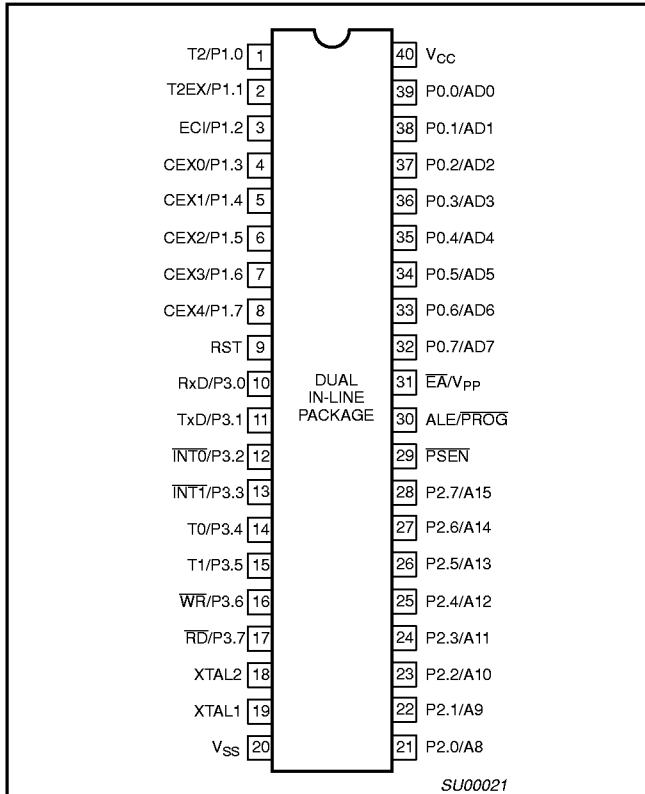 T2/P1.0 1 40 VCC
T2EX/P1.1 2 39 P0.0/AD0
ECI/P1.2 3 38 P0.1/AD1
CEX0/P1.3 4 37 P0.2/AD2
CEX1/P1.4 5 36 P0.3/AD3
CEX2/P1.5 6 35 P0.4/AD4
CEX3/P1.6 7 34 P0.5/AD5
CEX4/P1.7 8 33 P0.6/AD6
RST 9 32 P0.7/AD7
RxD/P3.0 10 31 EA/VPP
TxD/P3.1 11 30 ALE/PROG
INT0/P3.2 12 29 PSEN
INT1/P3.3 13 28 P2.7/A15
T0/P3.4 14 27 P2.6/A14
T1/P3.5 15 26 P2.5/A13
WR/P3.6 16 25 P2.4/A12
RD/P3.7 17 24 P2.3/A11
XTAL2 18 23 P2.2/A10
XTAL1 19 22 P2.1/A9
VSS 20 21 P2.0/A8
DUAL
IN-LINE
PACKAGE
SU00021